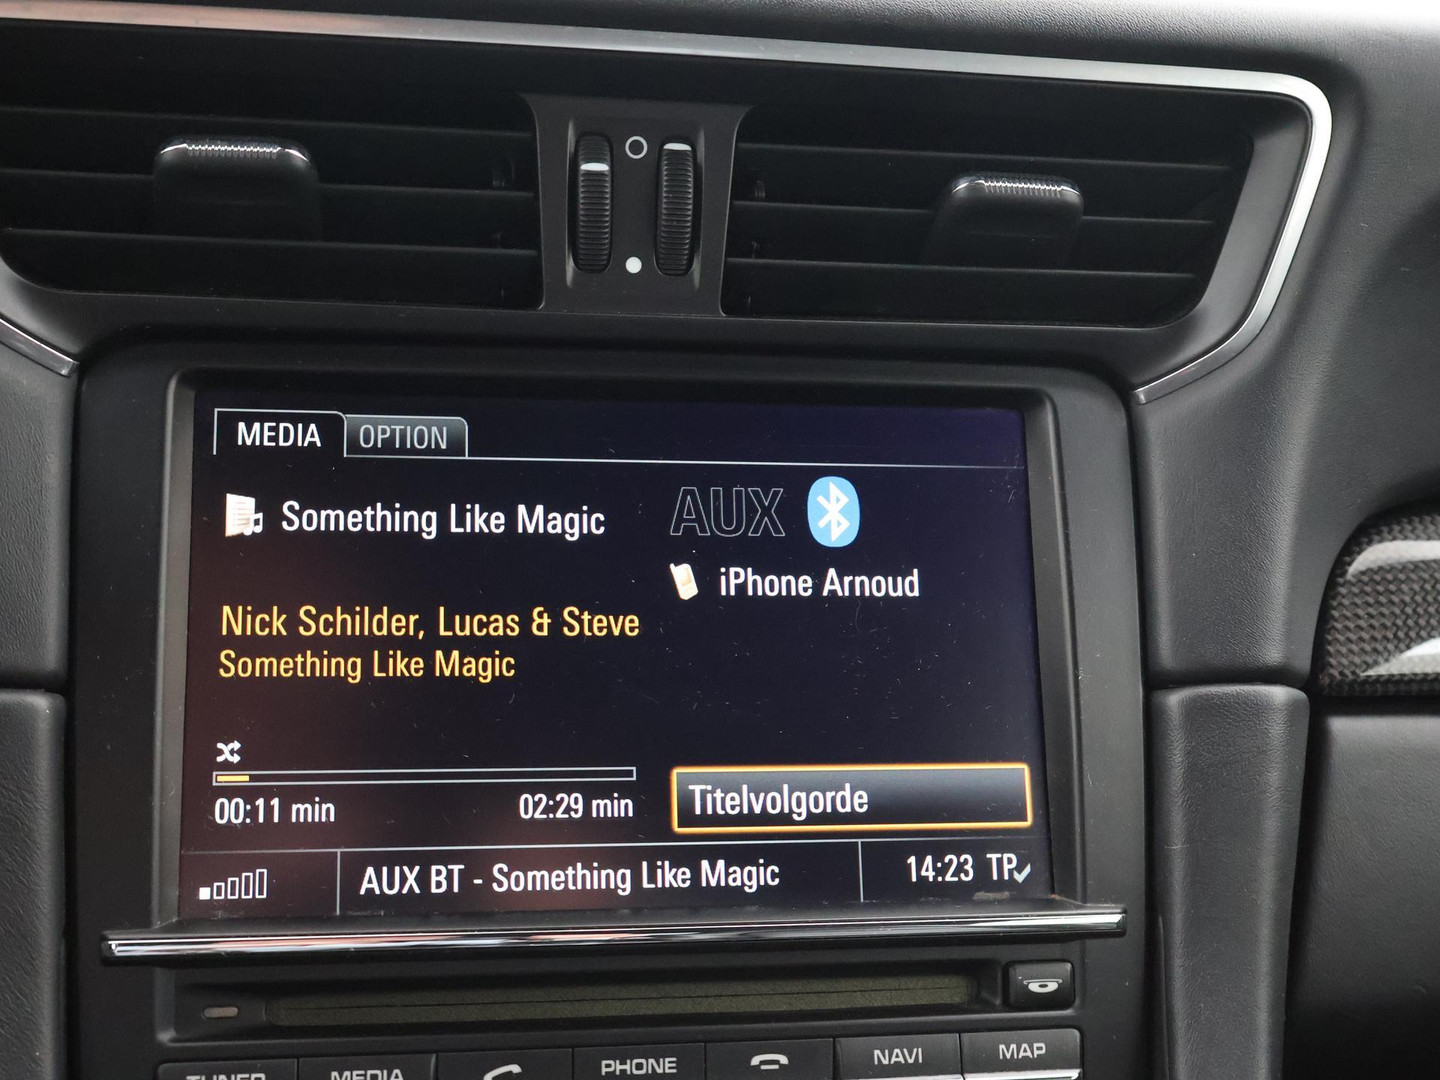 MEDIA OPTION
Something Like Magic
AUX
iPhone Arnoud
Nick Schilder, Lucas & Steve
Something Like Magic
00:11 min 02:29 min
Titelvolgorde
AUX BT - Something Like Magic
14:23 TP
TUNER MEDIA PHONE NAVI MAP